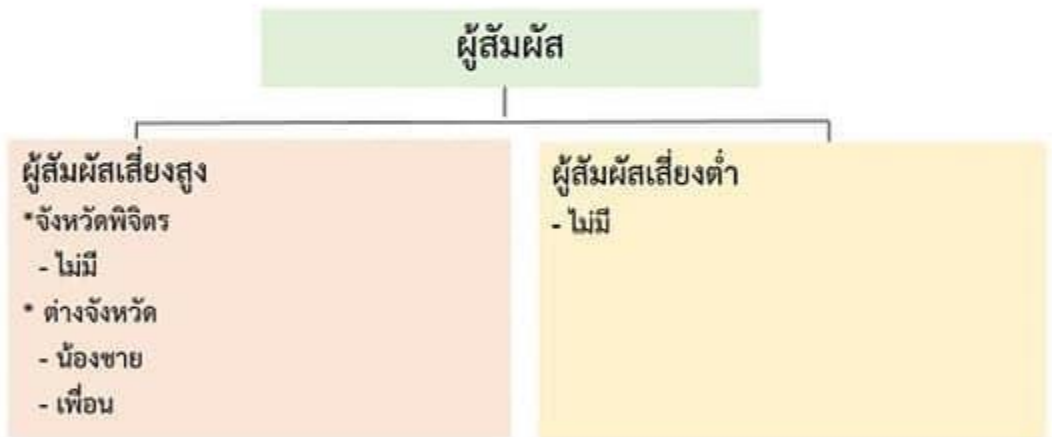 ผู้สัมผัส
ผู้สัมผัสเสี่ยงสูง
*จังหวัดพิจิตร
- ไม่มี
* ต่างจังหวัด
- น้องชาย
- เพื่อน
ผู้สัมผัสเสี่ยงต่ำ
- ไม่มี